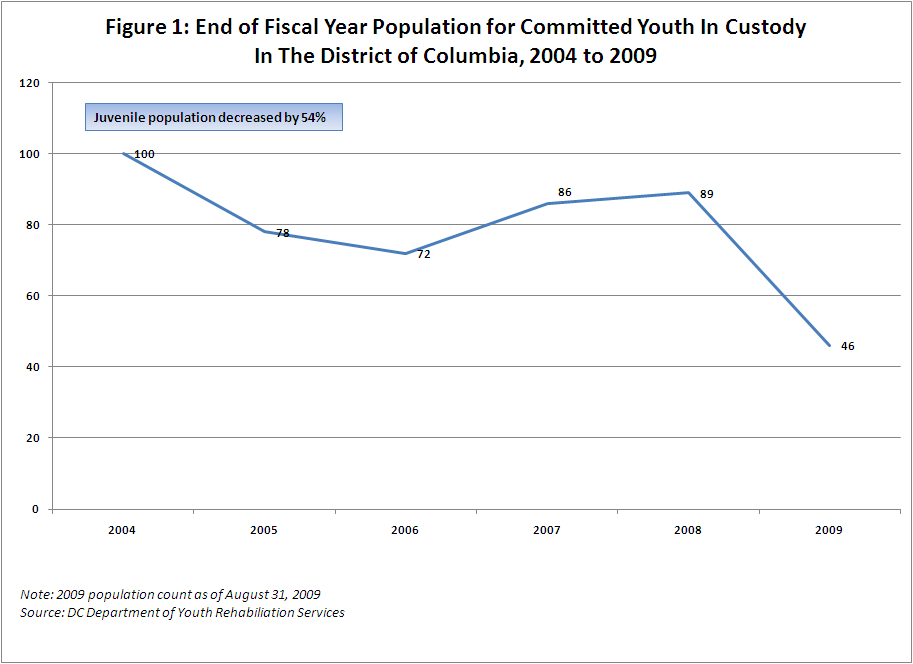 Figure 1: End of Fiscal Year Population for Committed Youth In Custody
In The District of Columbia, 2004 to 2009
120
Juvenile population decreased by 54%
100
100
80
78
72
86
89
60
46
40
20
0
2004 2005 2006 2007 2008 2009
Note: 2009 population count as of August 31, 2009
Source: DC Department of Youth Rehabiliation Services